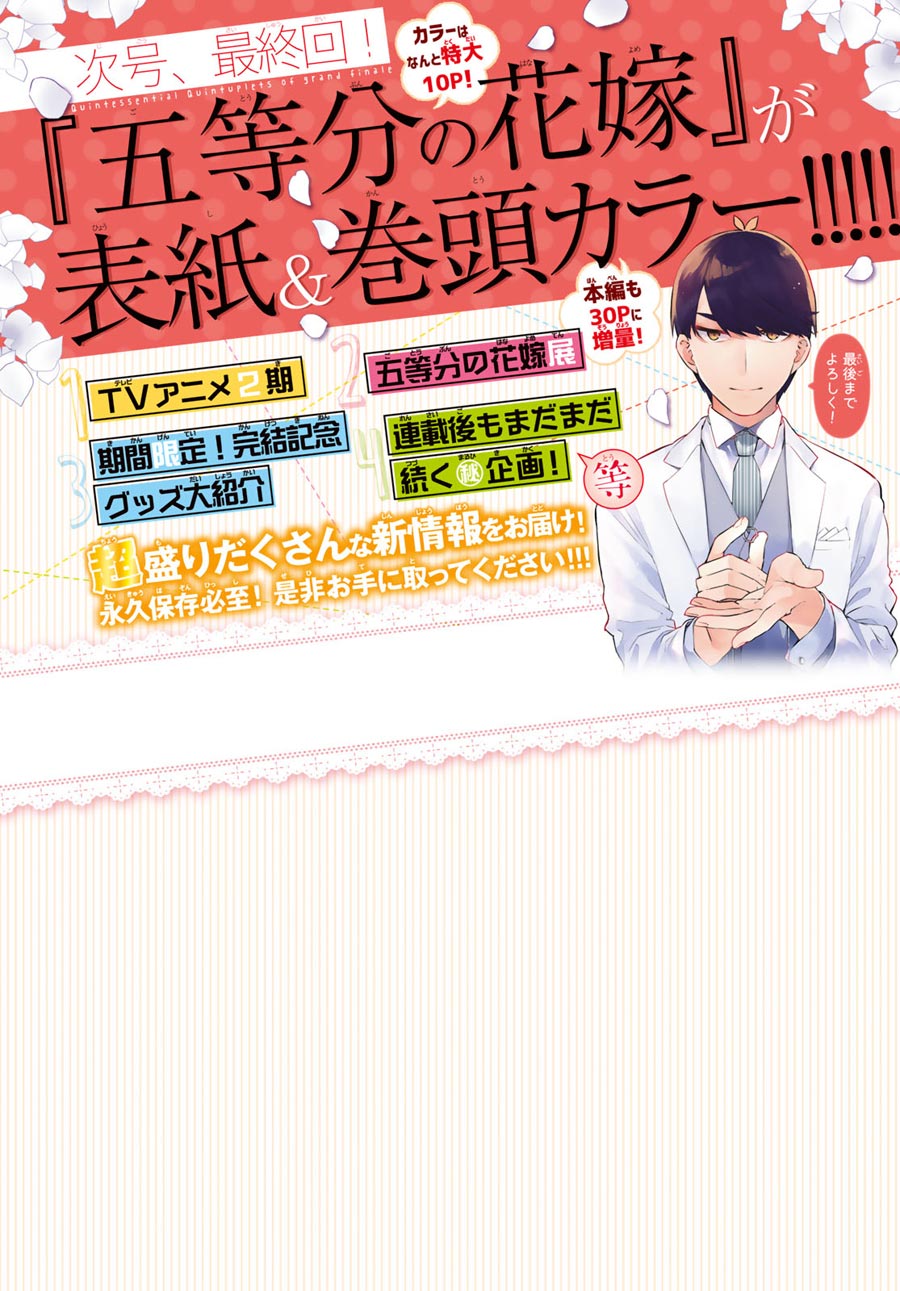 次号、最終回!
Quintessential Quintuplets of grand finale
カラーは
なんと特大
10P!
『五等分の花嫁』が
表紙&巻頭カラー!!!!!
本編も
30Pに
増量!
最後まで
よろしく!
1 TVアニメ2期
2 五等分の花嫁展
3 期間限定!完結記念
グッズ大紹介
4 連載後もまだまだ
続く㊙企画!
等
超盛りだくさんな新情報をお届け!
永久保存必至!是非お手に取ってください!!!